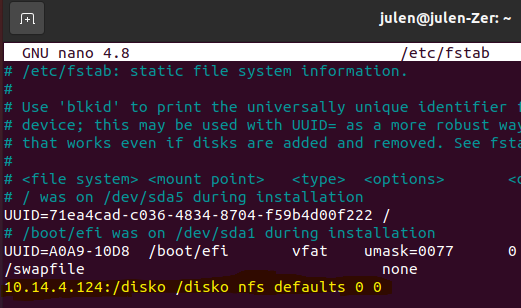 julen@julen-Zer: ~
GNU nano 4.8 /etc/fstab
# /etc/fstab: static file system information.
#
# Use 'blkid' to print the universally unique identifier f
# device; this may be used with UUID= as a more robust way
# that works even if disks are added and removed. See fsta
#
# <file system> <mount point> <type> <options> <d
# / was on /dev/sda5 during installation
UUID=71ea4cad-c036-4834-8704-f59b4d00f222 /
# /boot/efi was on /dev/sda1 during installation
UUID=A0A9-10D8 /boot/efi vfat umask=0077 0
/swapfile none
10.14.4.124:/disko /disko nfs defaults 0 0